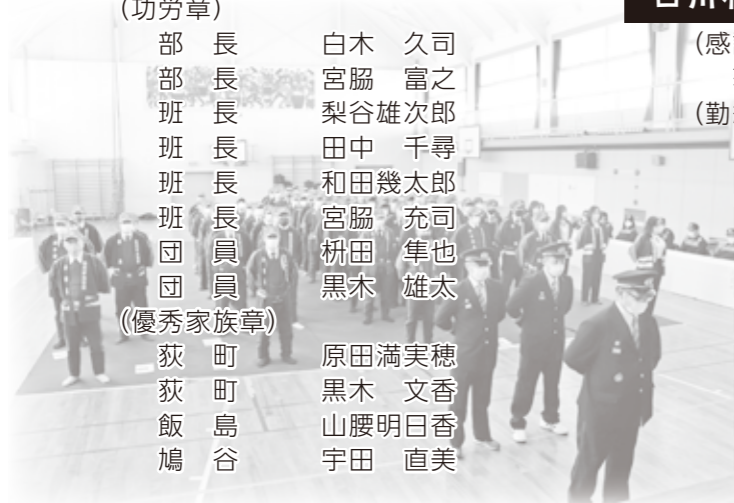 (功労章)
部　長　白木　久司
部　長　宮脇　富之
班　長　梨谷雄次郎
班　長　田中　千尋
班　長　和田幾太郎
班　長　宮脇　充司
団　員　枡田　隼也
団　員　黒木　雄太
(優秀家族章)
荻　町　原田満実穂
荻　町　黒木　文香
飯　島　山腰明日香
鳩　谷　宇田　直美
(感
(勤